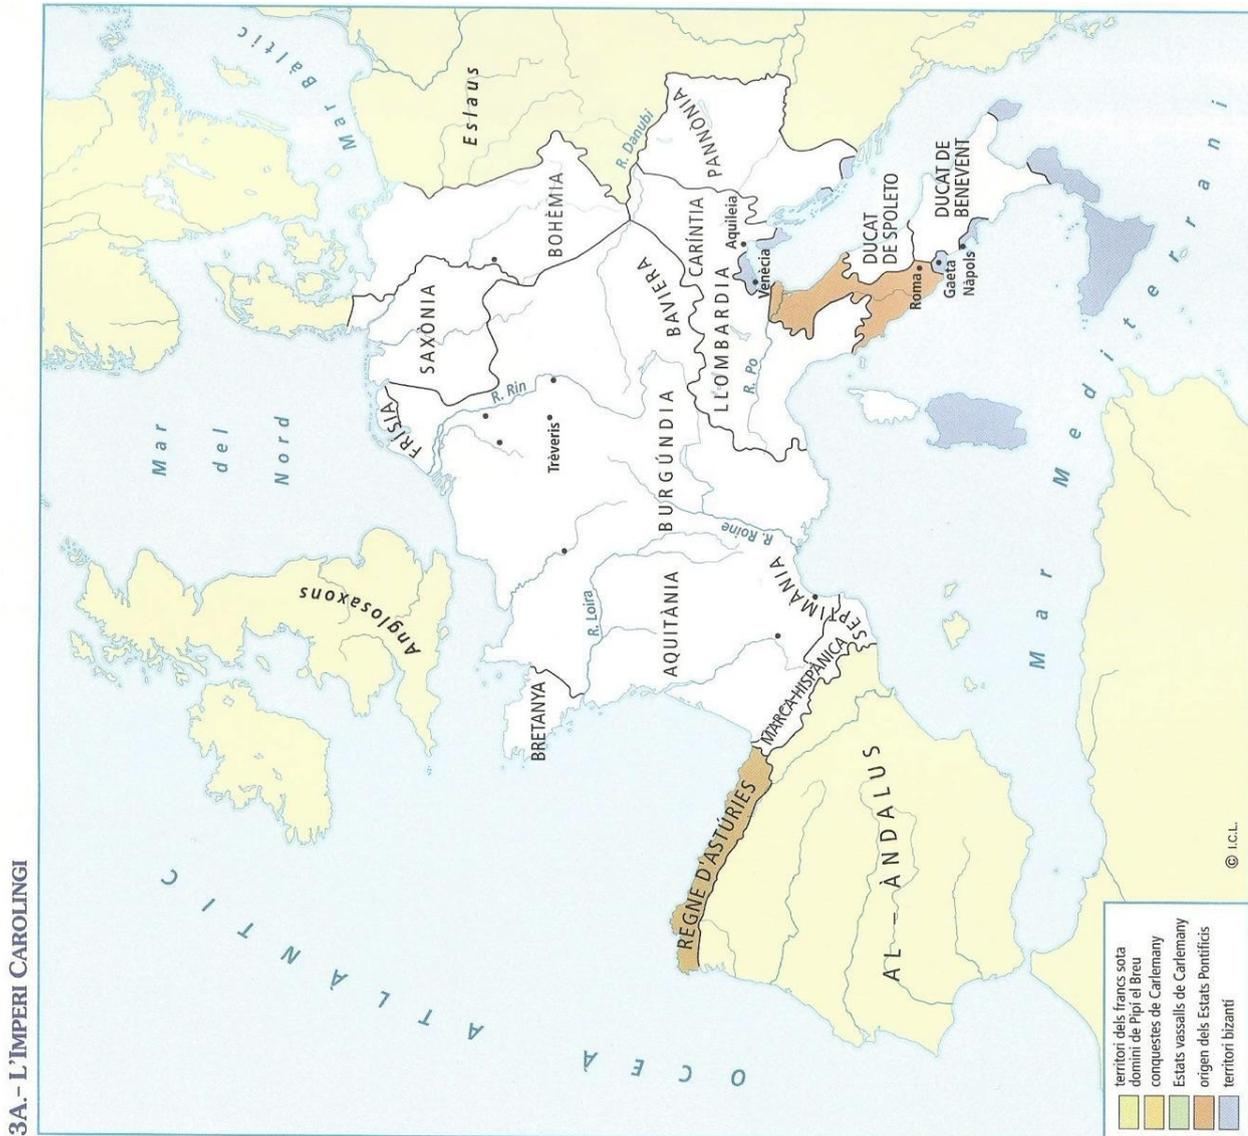 3A.- L'IMPERI CAROLINGI
OCEÀ ATLÀNTIC
Mar
del
Nord
Mar Bàltic
Anglosaxons
Eslaus
FRÍSIA
SAXÒNIA
BOHÈMIA
R. Rin
Trèveris
R. Danubi
BRETANYA
R. Loira
AQUITÀNIA
BURGÚNDIA
BAVIERA
CARÍNTIA
PANNÒNIA
R. Roine
LLOMBARDIA
R. Po
Aquileia
Venècia
SEPTIMÀNIA
MARCA HISPÀNICA
REGNE D'ASTÚRIES
AL – ÀNDALUS
DUCAT
DE SPOLETO
DUCAT DE
BENEVENT
Roma
Gaeta
Nàpols
Mar Mediterrani
territori dels francs sota
domini de Pipí el Breu
conquestes de Carlemany
Estats vassalls de Carlemany
origen dels Estats Pontificis
territori bizantí
© I.C.L.